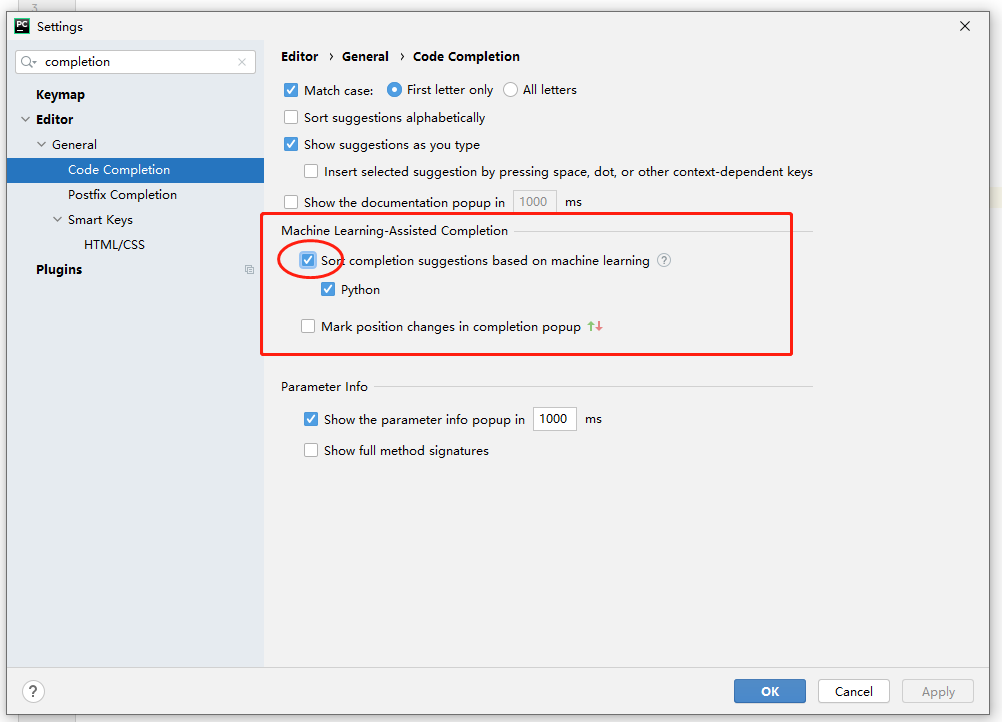 3
PC
Settings
completion
Keymap
Editor
General
Code Completion
Postfix Completion
Smart Keys
HTML/CSS
Plugins
Editor › General › Code Completion
Match case: First letter only All letters
Sort suggestions alphabetically
Show suggestions as you type
Insert selected suggestion by pressing space, dot, or other context-dependent keys
Show the documentation popup in 1000 ms
Machine Learning-Assisted Completion
Sort completion suggestions based on machine learning ?
Python
Mark position changes in completion popup
Parameter Info
Show the parameter info popup in 1000 ms
Show full method signatures
? OK Cancel Apply